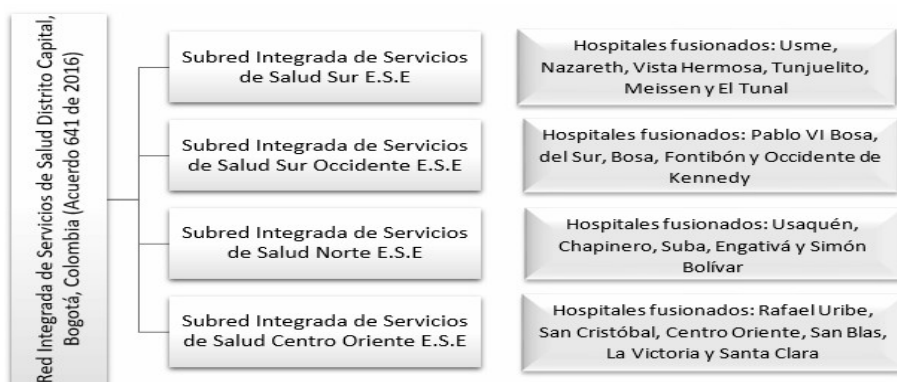 Red Integrada de Servicios de Salud Distrito Capital,
Bogotá, Colombia (Acuerdo 641 de 2016)
Subred Integrada de Servicios
de Salud Sur E.S.E
Hospitales fusionados: Usme,
Nazareth, Vista Hermosa, Tunjuelito,
Meissen y El Tunal
Subred Integrada de Servicios
de Salud Sur Occidente E.S.E
Hospitales fusionados: Pablo VI Bosa,
del Sur, Bosa, Fontibón y Occidente de
Kennedy
Subred Integrada de Servicios
de Salud Norte E.S.E
Hospitales fusionados: Usaquén,
Chapinero, Suba, Engativá y Simón
Bolívar
Subred Integrada de Servicios
de Salud Centro Oriente E.S.E
Hospitales fusionados: Rafael Uribe,
San Cristóbal, Centro Oriente, San Blas,
La Victoria y Santa Clara